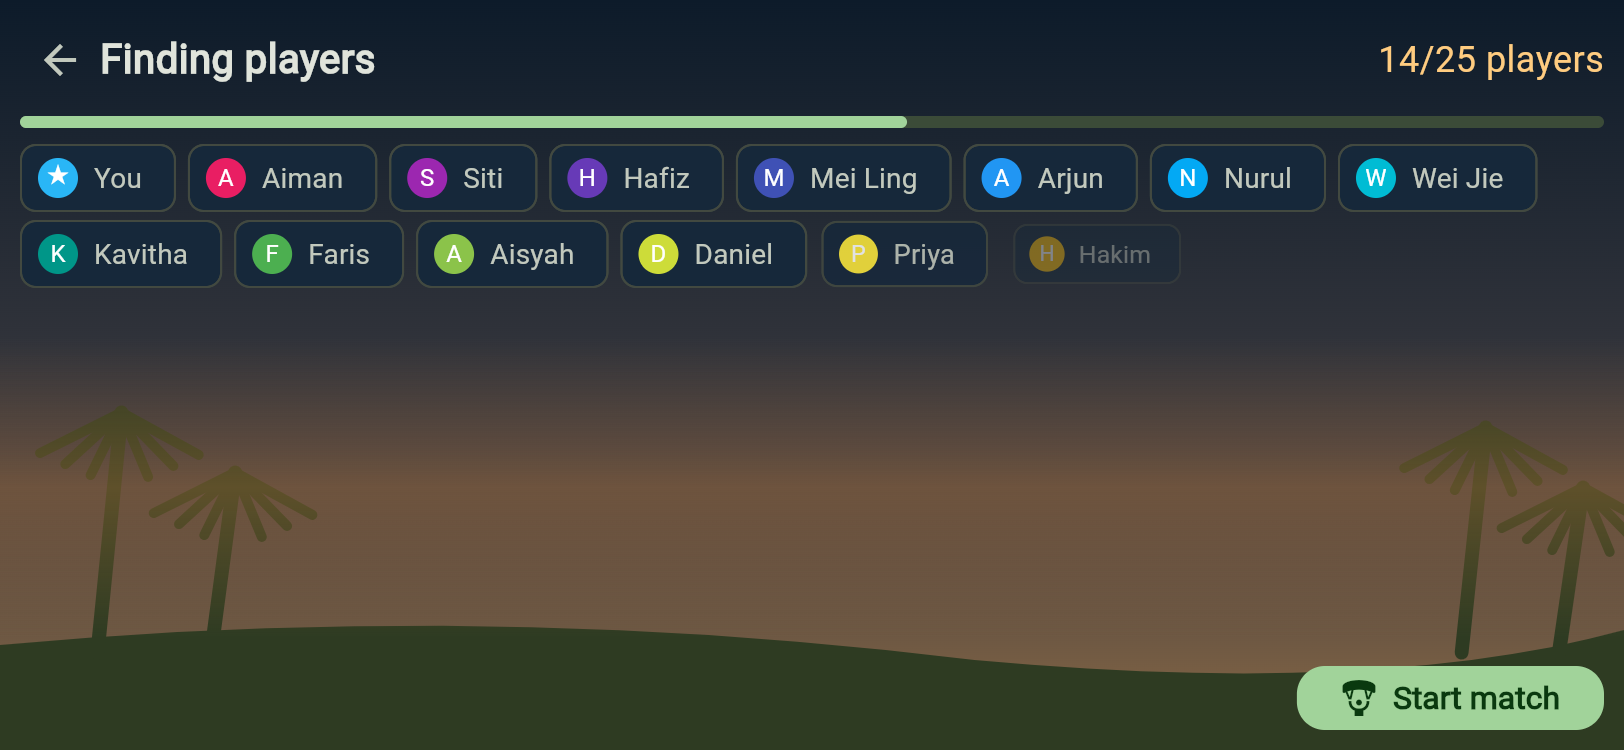 Finding players
14/25 players
★ You A Aiman S Siti H Hafiz M Mei Ling A Arjun N Nurul W Wei Jie
K Kavitha F Faris A Aisyah D Daniel P Priya H Hakim
Start match